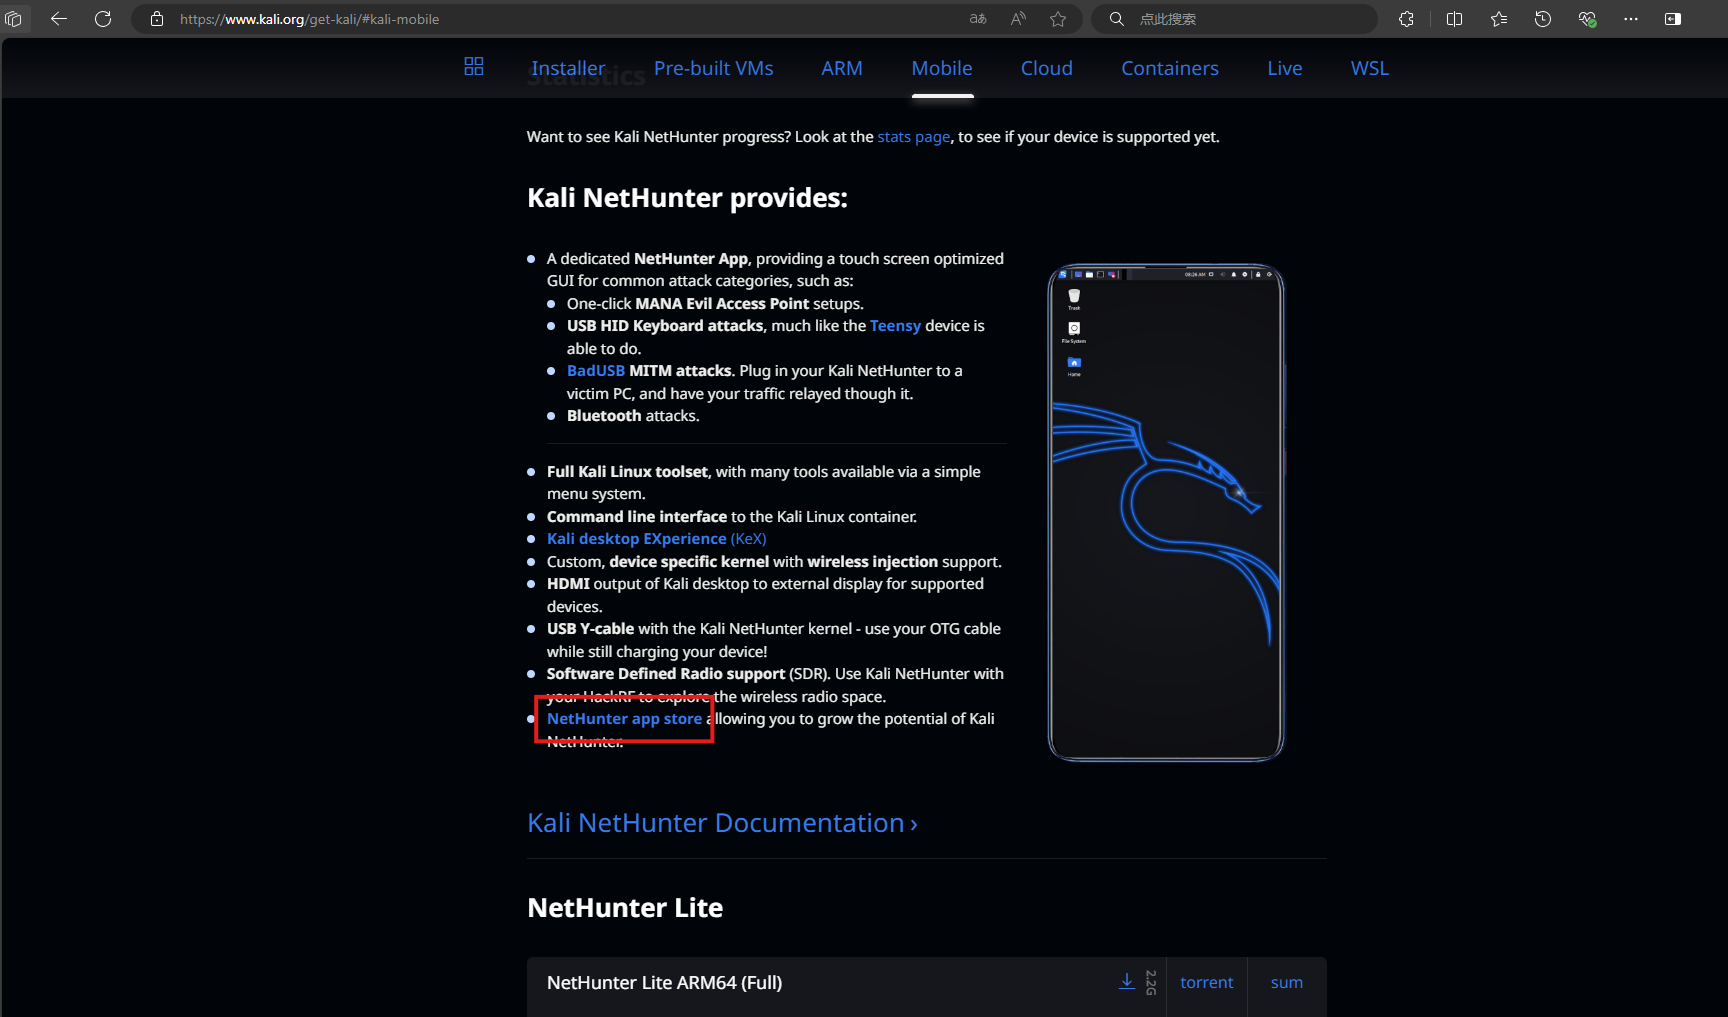 https://www.kali.org/get-kali/#kali-mobile
点此搜索
Installer
Pre-built VMs
ARM
Mobile
Cloud
Containers
Live
WSL
Statistics
Want to see Kali NetHunter progress? Look at the stats page, to see if your device is supported yet.
Kali NetHunter provides:
A dedicated NetHunter App, providing a touch screen optimized
GUI for common attack categories, such as:
One-click MANA Evil Access Point setups.
USB HID Keyboard attacks, much like the Teensy device is
able to do.
BadUSB MITM attacks. Plug in your Kali NetHunter to a
victim PC, and have your traffic relayed though it.
Bluetooth attacks.
Full Kali Linux toolset, with many tools available via a simple
menu system.
Command line interface to the Kali Linux container.
Kali desktop EXperience (KeX)
Custom, device specific kernel with wireless injection support.
HDMI output of Kali desktop to external display for supported
devices.
USB Y-cable with the Kali NetHunter kernel - use your OTG cable
while still charging your device!
Software Defined Radio support (SDR). Use Kali NetHunter with
your HackRF to explore the wireless radio space.
NetHunter app store allowing you to grow the potential of Kali
NetHunter.
08:26 AM
Trash
File System
Home
Kali NetHunter Documentation ›
NetHunter Lite
NetHunter Lite ARM64 (Full)
2.2G
torrent
sum